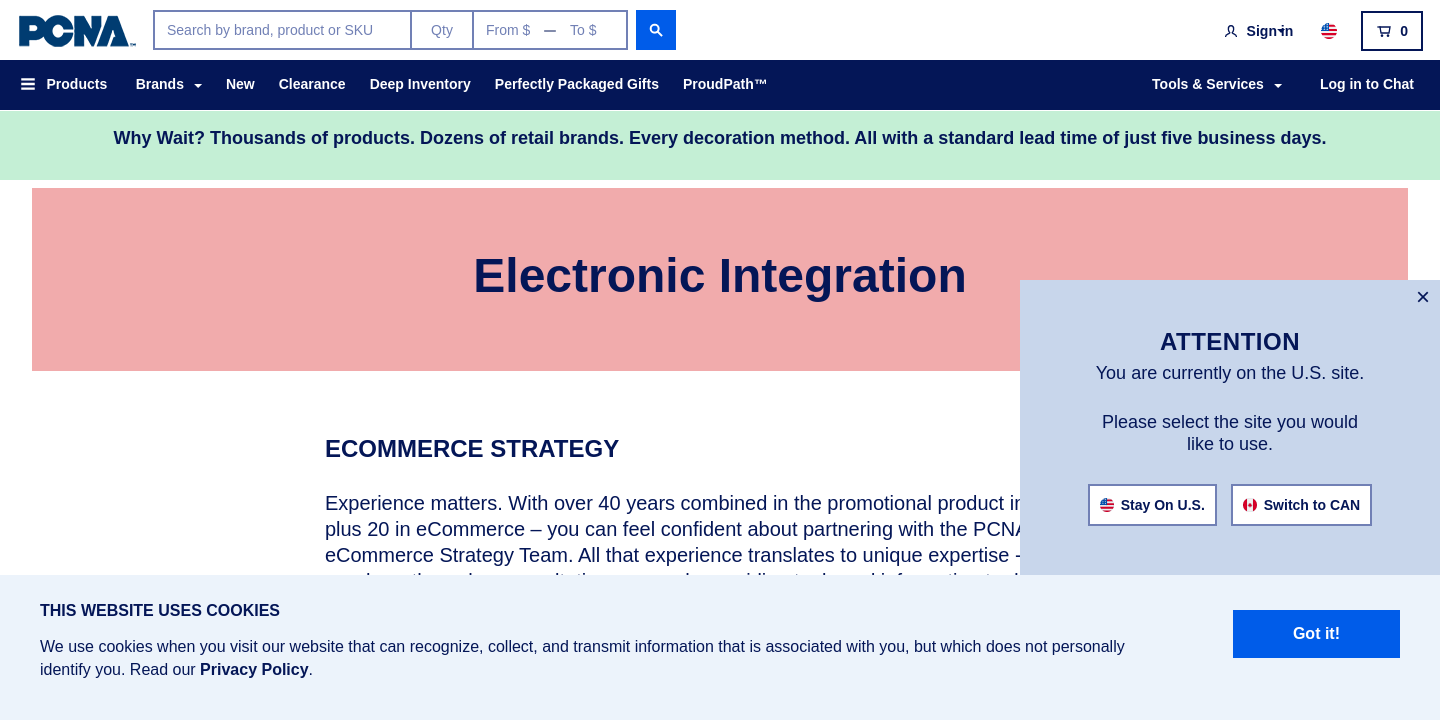 PCNA™
Search by brand, product or SKU
Qty
From $ — To $
Sign in
0
Products
Brands
New
Clearance
Deep Inventory
Perfectly Packaged Gifts
ProudPath™
Tools & Services
Log in to Chat
Why Wait? Thousands of products. Dozens of retail brands. Every decoration method. All with a standard lead time of just five business days.
Electronic Integration
×
ATTENTION
You are currently on the U.S. site.
Please select the site you would
like to use.
Stay On U.S.
Switch to CAN
ECOMMERCE STRATEGY
Experience matters. With over 40 years combined in the promotional product
plus 20 in eCommerce – you can feel confident about partnering with the PCNA
eCommerce Strategy Team. All that experience translates to unique expertise -
THIS WEBSITE USES COOKIES
We use cookies when you visit our website that can recognize, collect, and transmit information that is associated with you, but which does not personally
identify you. Read our Privacy Policy.
Got it!